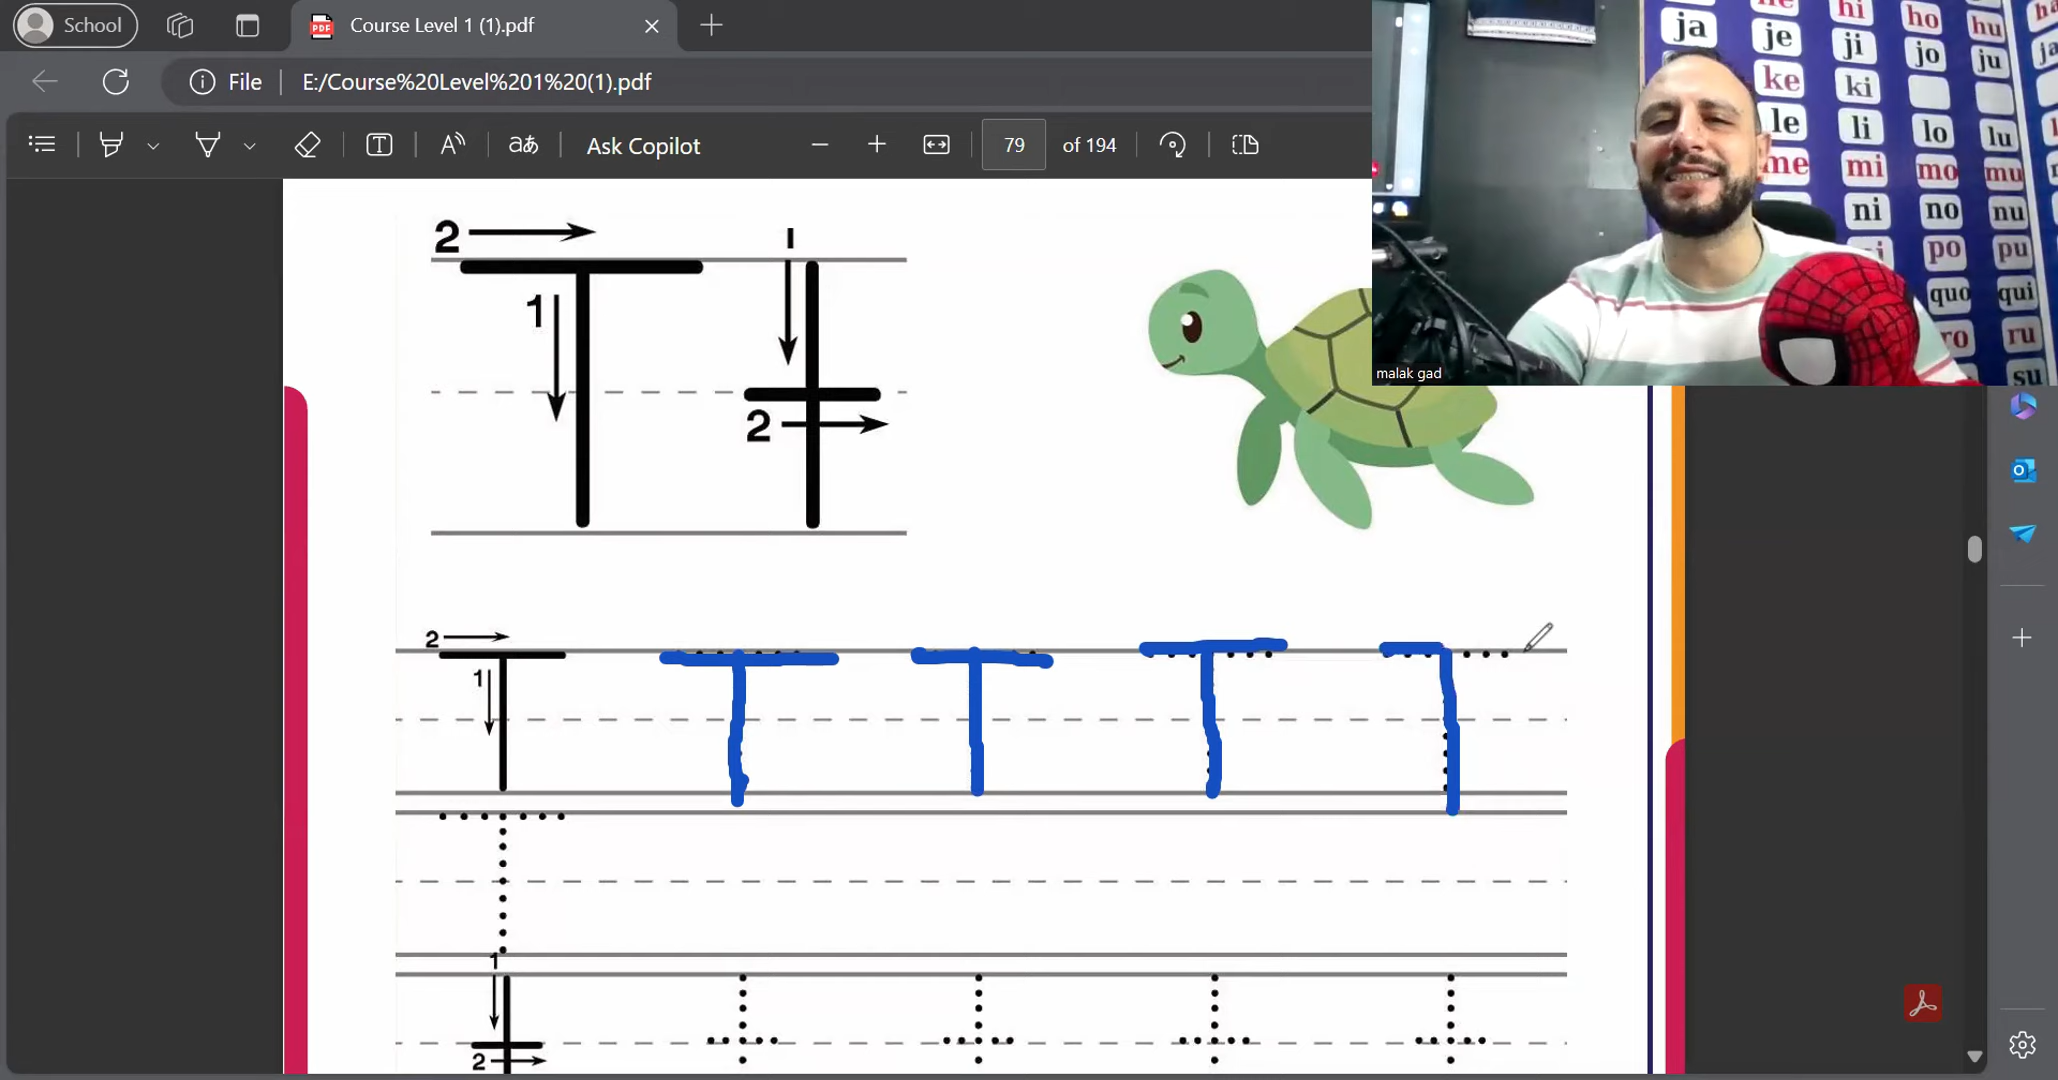 School
Course Level 1 (1).pdf
File
E:/Course%20Level%201%20(1).pdf
aあ
Ask Copilot
79 of 194
2
1
T t
1
2
malak gad
hi ho hu
ja je ji jo ju
ke ki
le li lo lu
me mi mo mu
ni no nu
po pu
quo qui
ro ru
su
2
1
T T T T T
1
2